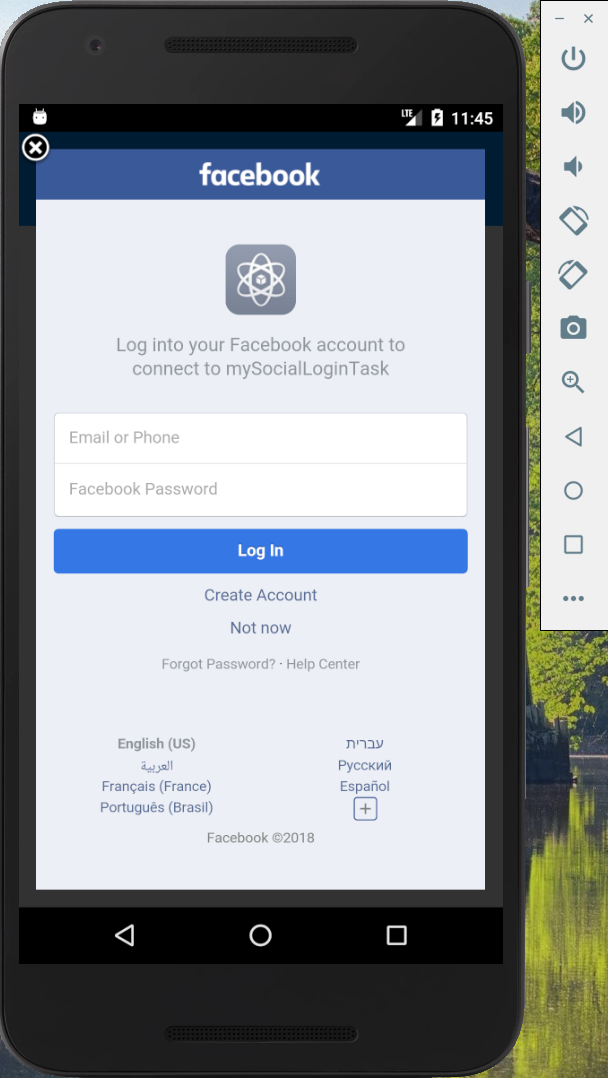 LTE 11:45
facebook
Log into your Facebook account to
connect to mySocialLoginTask
Email or Phone
Facebook Password
Log In
Create Account
Not now
Forgot Password? · Help Center
English (US)
עברית
العربية
Русский
Français (France)
Español
Português (Brasil)
Facebook ©2018